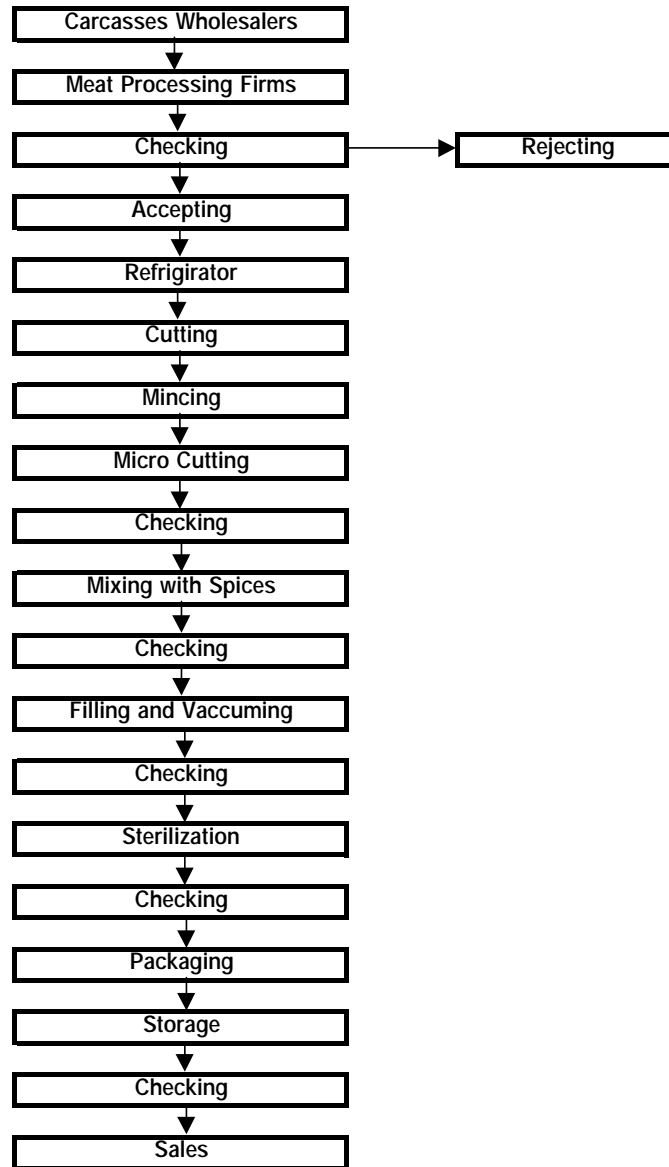 Carcasses Wholesalers
Meat Processing Firms
Checking
Rejecting
Accepting
Refrigirator
Cutting
Mincing
Micro Cutting
Checking
Mixing with Spices
Checking
Filling and Vaccuming
Checking
Sterilization
Checking
Packaging
Storage
Checking
Sales